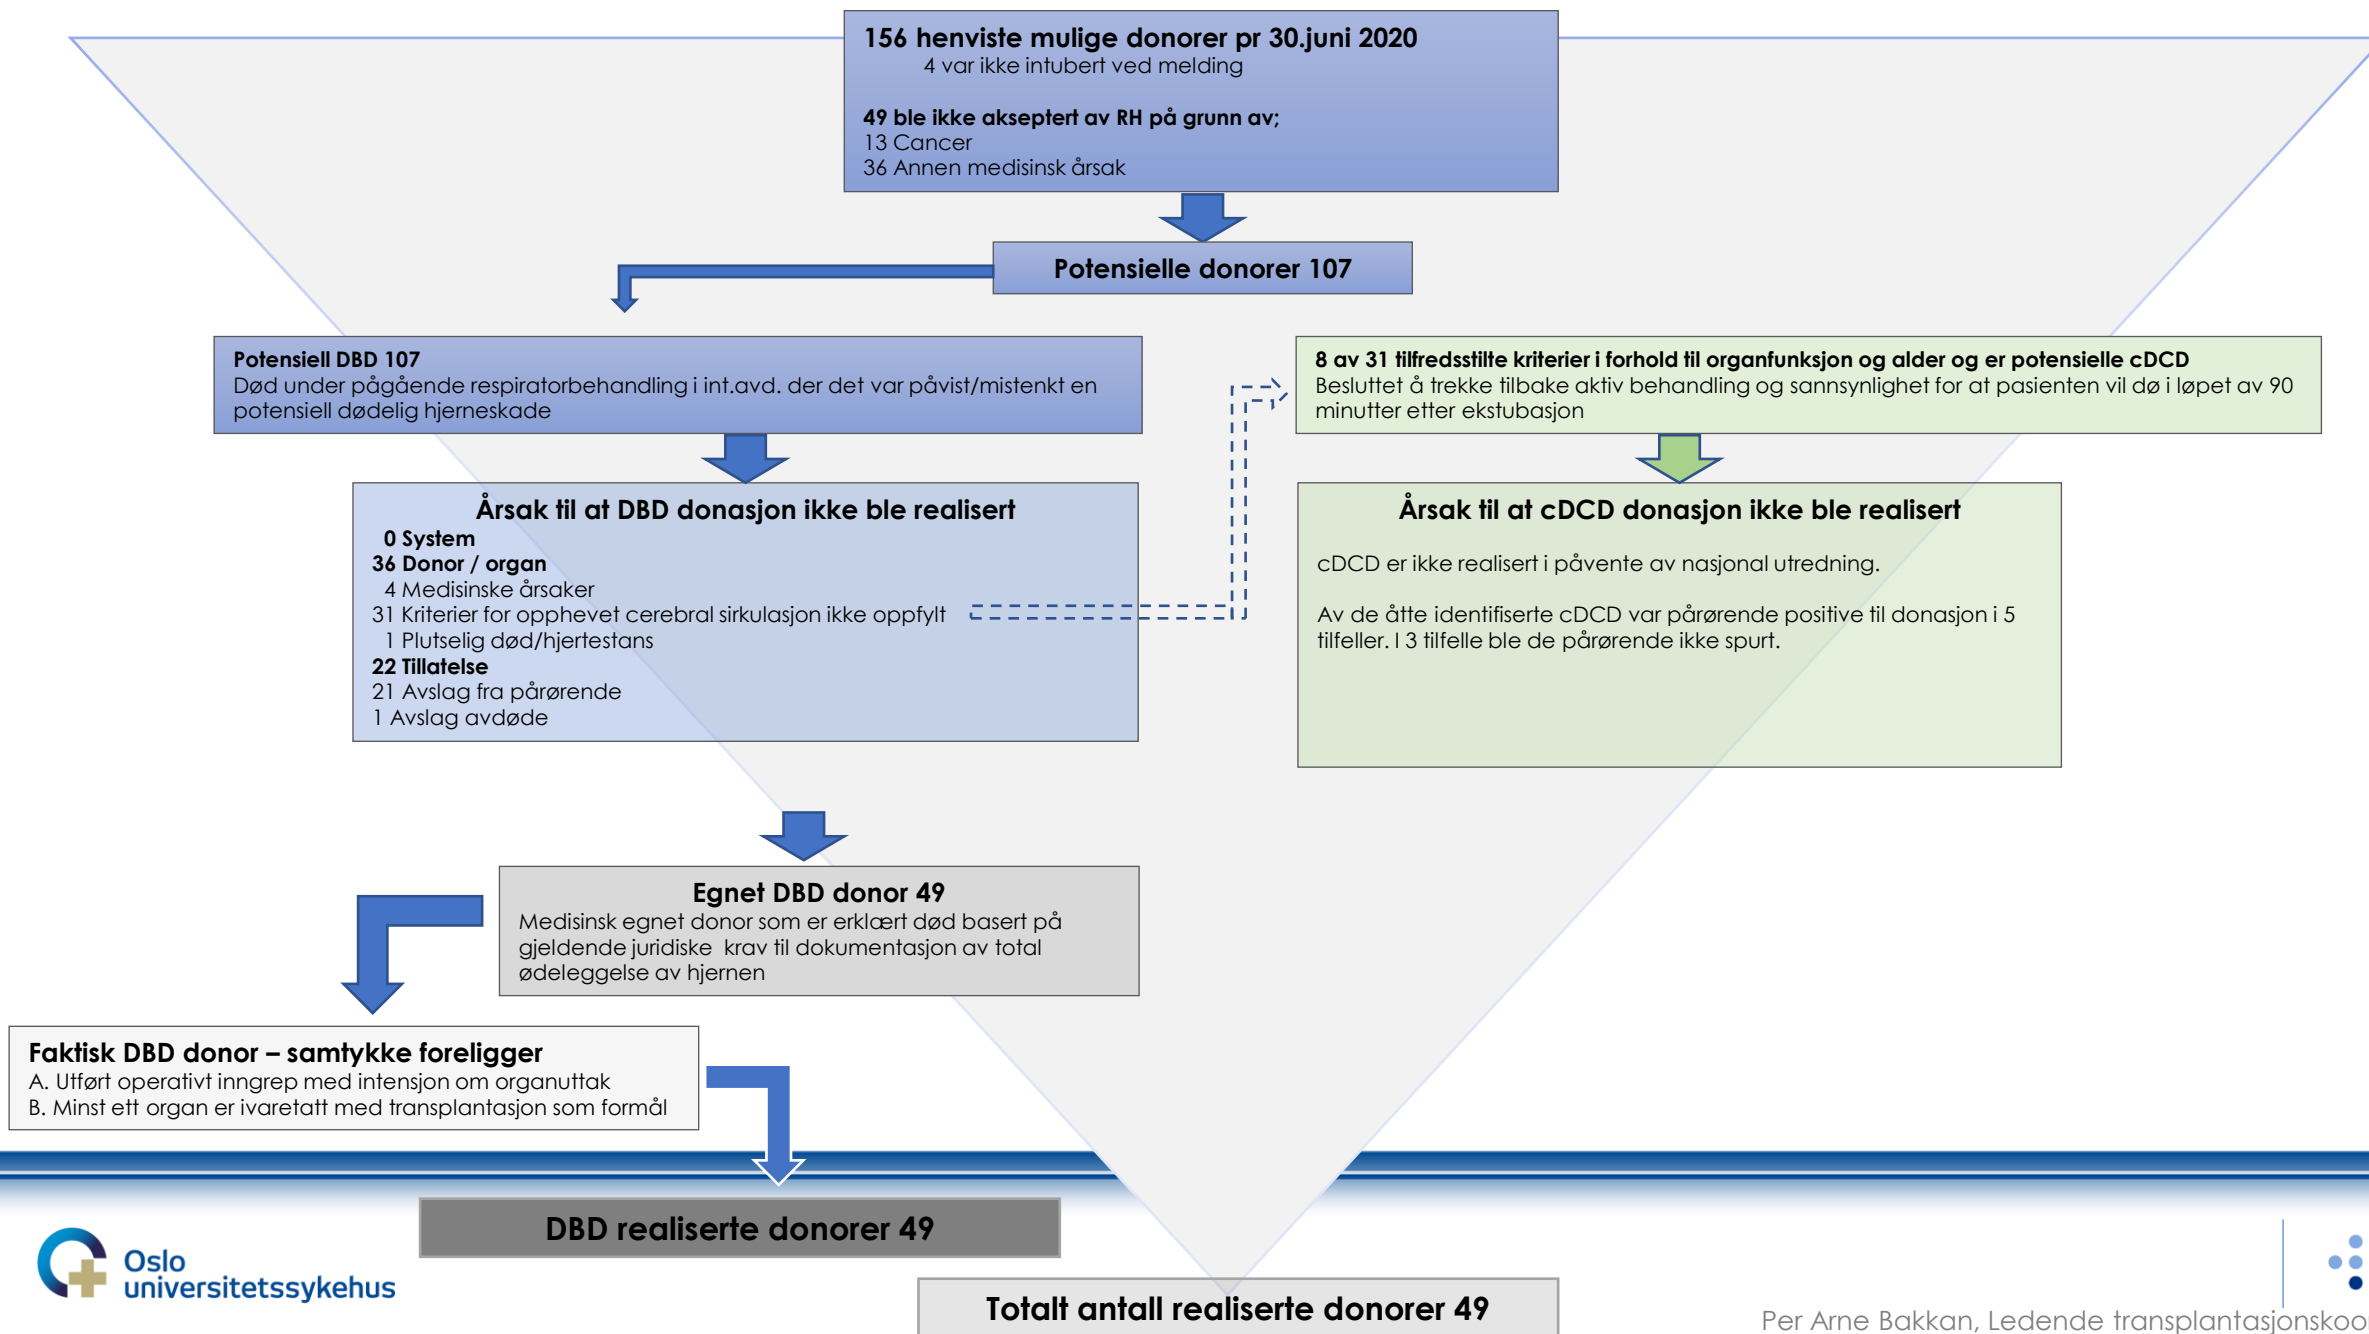 156 henviste mulige donorer pr 30.juni 2020
4 var ikke intubert ved melding
49 ble ikke akseptert av RH på grunn av;
13 Cancer
36 Annen medisinsk årsak
Potensielle donorer 107
Potensiell DBD 107
Død under pågående respiratorbehandling i int.avd. der det var påvist/mistenkt en
potensiell dødelig hjerneskade
8 av 31 tilfredsstilte kriterier i forhold til organfunksjon og alder og er potensielle cDCD
Besluttet å trekke tilbake aktiv behandling og sannsynlighet for at pasienten vil dø i løpet av 90
minutter etter ekstubasjon
Årsak til at DBD donasjon ikke ble realisert
0 System
36 Donor / organ
4 Medisinske årsaker
31 Kriterier for opphevet cerebral sirkulasjon ikke oppfylt
1 Plutselig død/hjertestans
22 Tillatelse
21 Avslag fra pårørende
1 Avslag avdøde
Årsak til at cDCD donasjon ikke ble realisert
cDCD er ikke realisert i påvente av nasjonal utredning.
Av de åtte identifiserte cDCD var pårørende positive til donasjon i 5
tilfeller. I 3 tilfelle ble de pårørende ikke spurt.
Egnet DBD donor 49
Medisinsk egnet donor som er erklært død basert på
gjeldende juridiske  krav til dokumentasjon av total
ødeleggelse av hjernen
Faktisk DBD donor – samtykke foreligger
A. Utført operativt inngrep med intensjon om organuttak
B. Minst ett organ er ivaretatt med transplantasjon som formål
DBD realiserte donorer 49
Oslo
universitetssykehus
Totalt antall realiserte donorer 49
Per Arne Bakkan, Ledende transplantasjonskoo